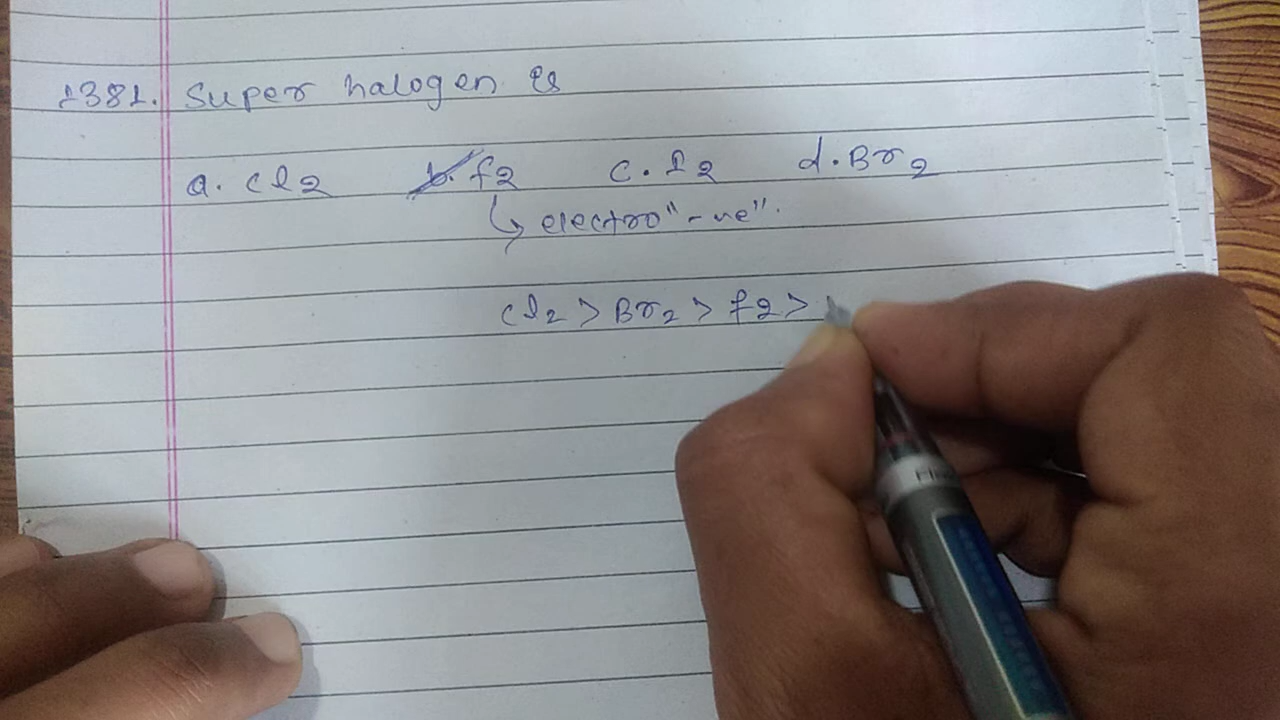 1381. Super halogen is
a. Cl2 b. f2 c. I2 d. Br2
↳ electro "-ve".
Cl2 > Br2 > f2 >